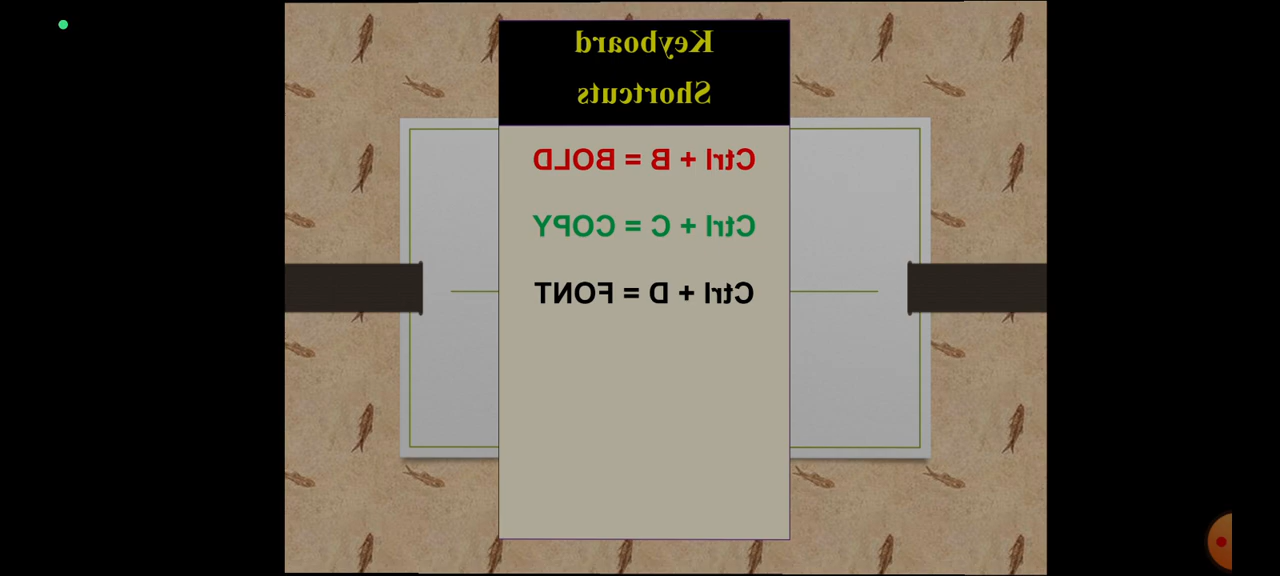 Keyboard
Shortcuts
Ctrl + B = BOLD
Ctrl + C = COPY
Ctrl + D = FONT